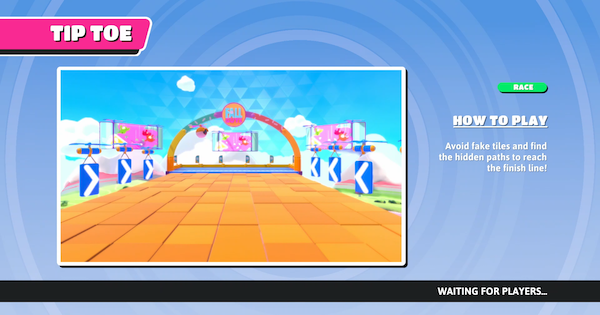 TIP TOE
RACE
HOW TO PLAY
Avoid fake tiles and find
the hidden paths to reach
the finish line!
WAITING FOR PLAYERS...